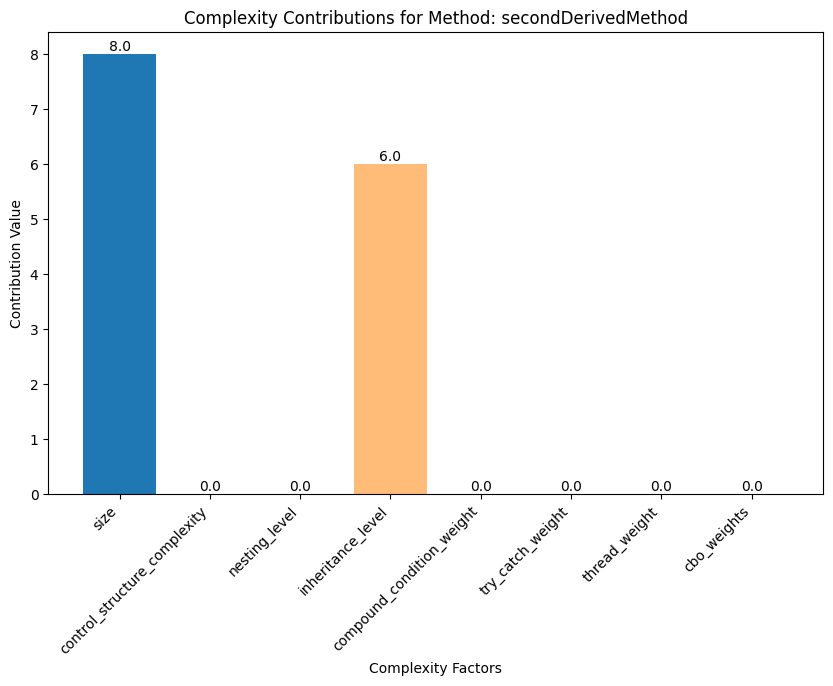 Complexity Contributions for Method: secondDerivedMethod
Contribution Value
8
7
6
5
4
3
2
1
0
8.0
0.0
0.0
6.0
0.0
0.0
0.0
0.0
size
control_structure_complexity
nesting_level
inheritance_level
compound_condition_weight
try_catch_weight
thread_weight
cbo_weights
Complexity Factors